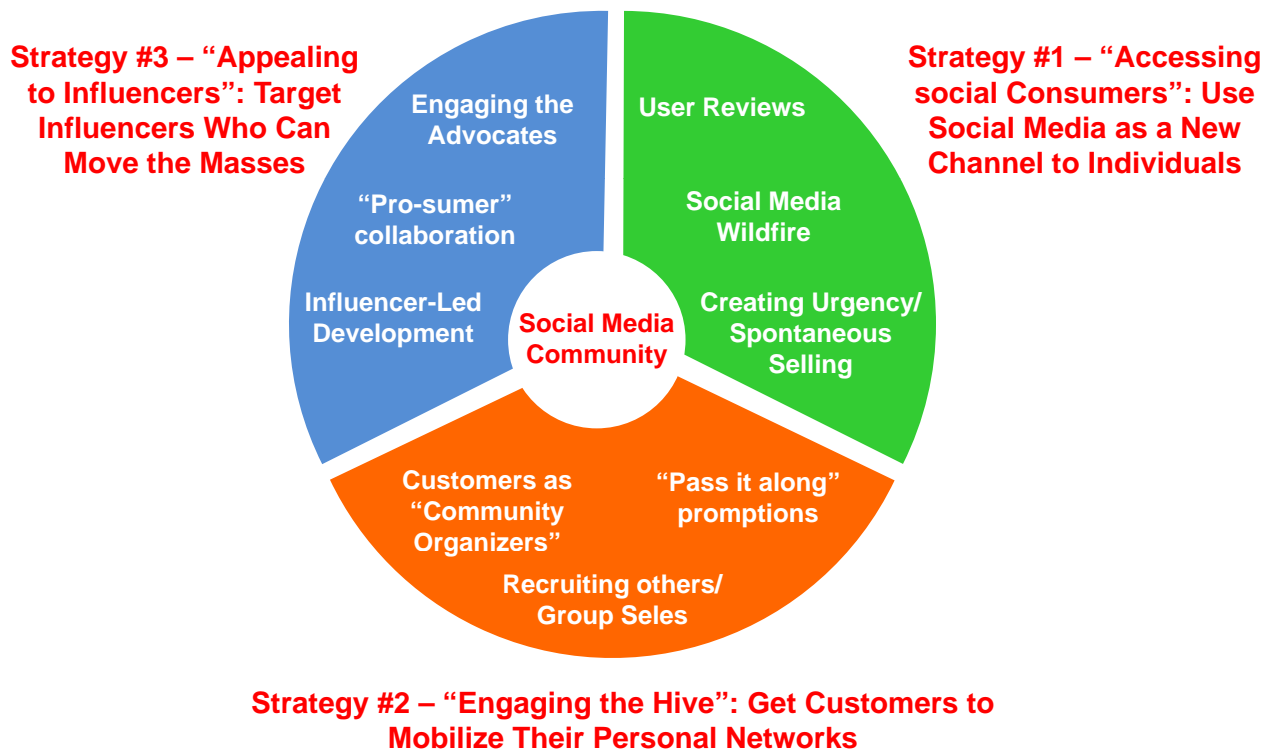 Strategy #3 – “Appealing
to Influencers”: Target
Influencers Who Can
Move the Masses
Strategy #1 – “Accessing
social Consumers”: Use
Social Media as a New
Channel to Individuals
Engaging the
Advocates
“Pro-sumer”
collaboration
Influencer-Led
Development
User Reviews
Social Media
Wildfire
Creating Urgency/
Spontaneous
Selling
Social Media
Community
Customers as
“Community
Organizers”
“Pass it along”
promptions
Recruiting others/
Group Seles
Strategy #2 – “Engaging the Hive”: Get Customers to
Mobilize Their Personal Networks